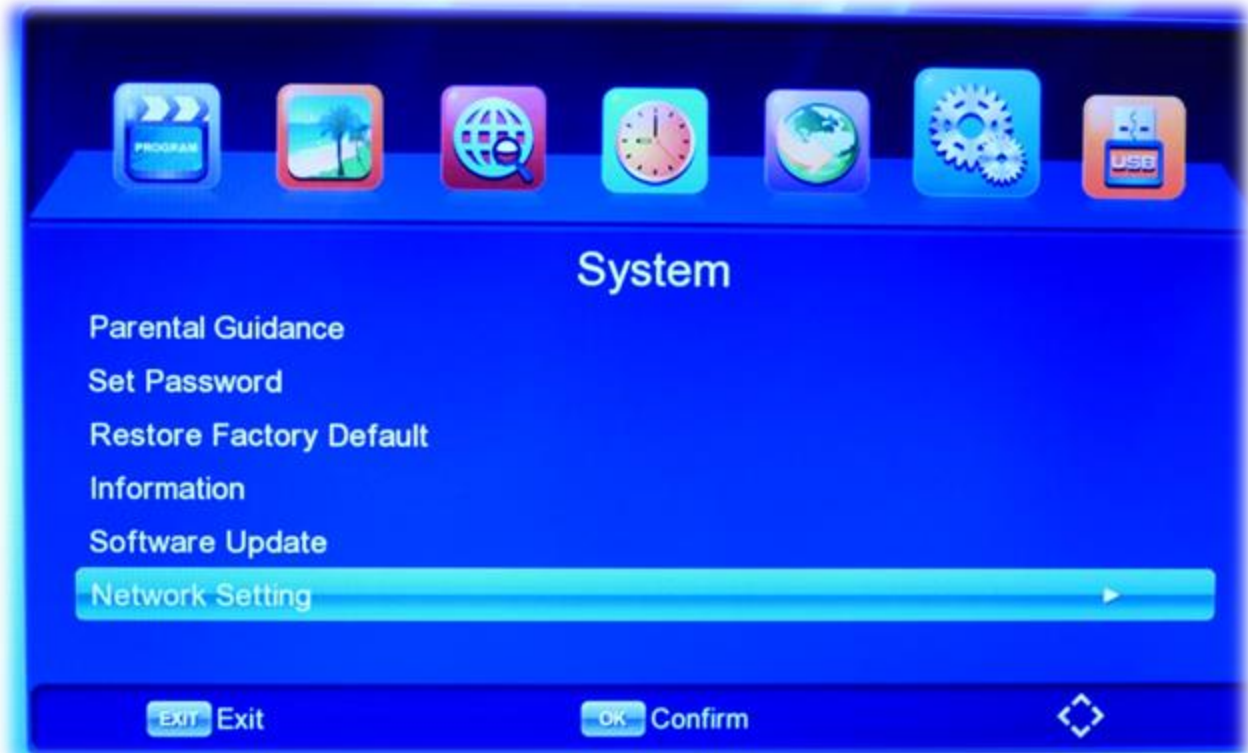 PROGRAM
USB
System
Parental Guidance
Set Password
Restore Factory Default
Information
Software Update
Network Setting
EXIT Exit
OK Confirm